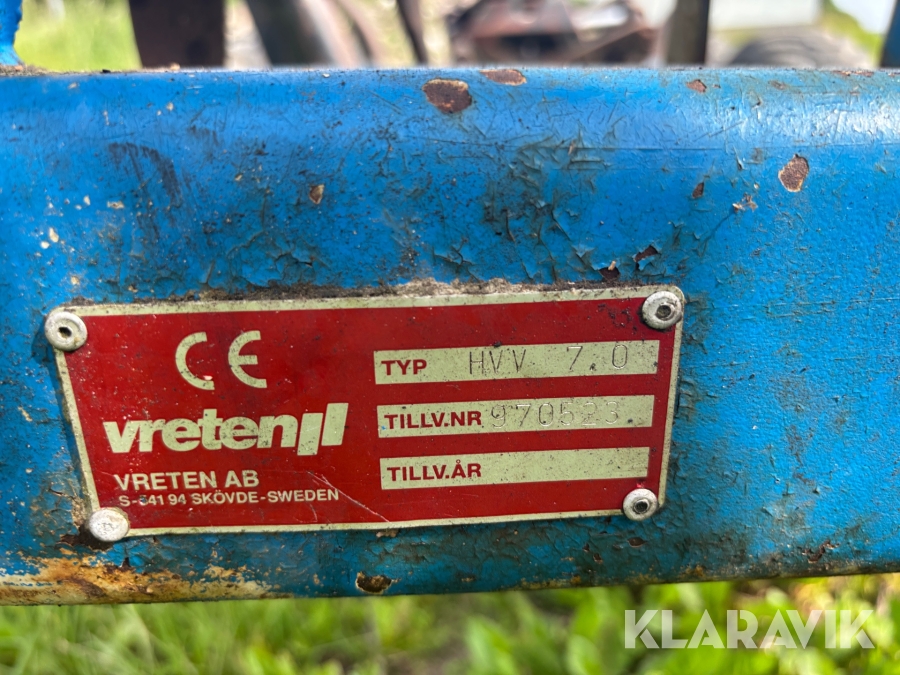 CE
TYP HVV 7.0
vreten
TILLV.NR 970523
VRETEN AB
TILLV.ÅR
S-541 94 SKÖVDE-SWEDEN
KLARAVIK